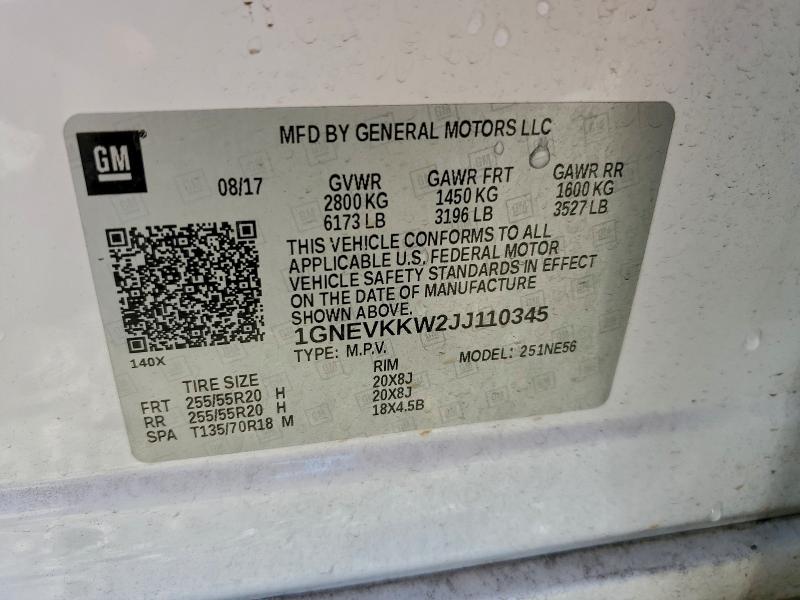 GM
MFD BY GENERAL MOTORS LLC
08/17 GVWR GAWR FRT GAWR RR
2800 KG 1450 KG 1600 KG
6173 LB 3196 LB 3527 LB
THIS VEHICLE CONFORMS TO ALL
APPLICABLE U.S. FEDERAL MOTOR
VEHICLE SAFETY STANDARDS IN EFFECT
ON THE DATE OF MANUFACTURE
SHOWN ABOVE.
1GNEVKKW2JJ110345
140X TYPE: M.P.V. MODEL: 251NE56
TIRE SIZE RIM
FRT 255/55R20 H 20X8J
RR 255/55R20 H 20X8J
SPA T135/70R18 M 18X4.5B